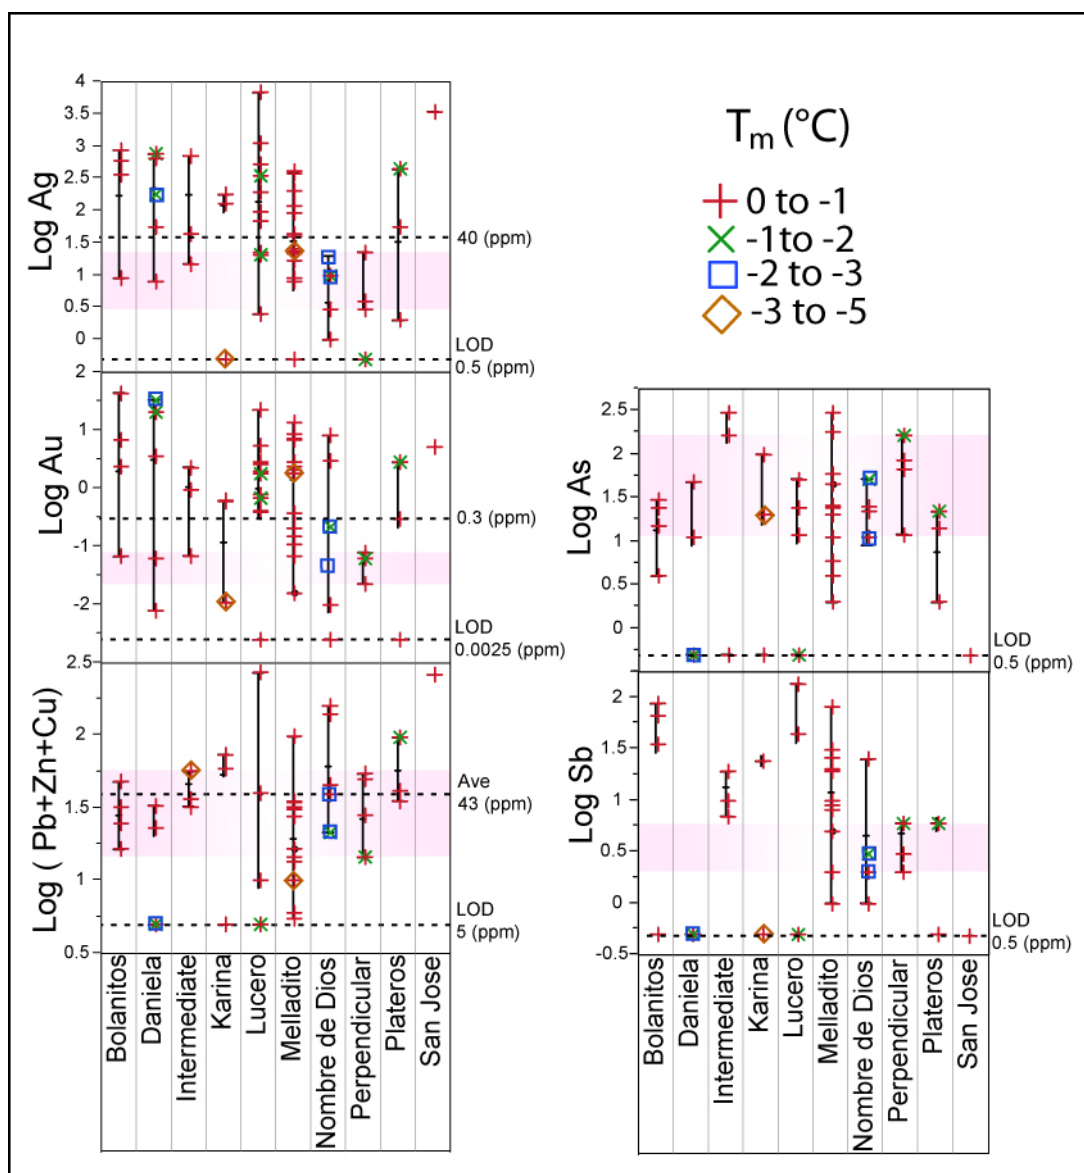 Tm (°C)
0 to -1
-1 to -2
-2 to -3
-3 to -5
Log Ag
4
3.5
3
2.5
2
1.5
1
0.5
0
40 (ppm)
LOD
0.5 (ppm)
Log Au
2
1
0
-1
-2
0.3 (ppm)
LOD
0.0025 (ppm)
Log ( Pb+Zn+Cu)
2.5
2
1.5
1
0.5
Ave
43 (ppm)
LOD
5 (ppm)
Bolanitos
Daniela
Intermediate
Karina
Lucero
Melladito
Nombre de Dios
Perpendicular
Plateros
San Jose
Log As
2.5
2
1.5
1
0.5
0
LOD
0.5 (ppm)
Log Sb
2
1.5
1
0.5
0
-0.5
LOD
0.5 (ppm)
Bolanitos
Daniela
Intermediate
Karina
Lucero
Melladito
Nombre de Dios
Perpendicular
Plateros
San Jose